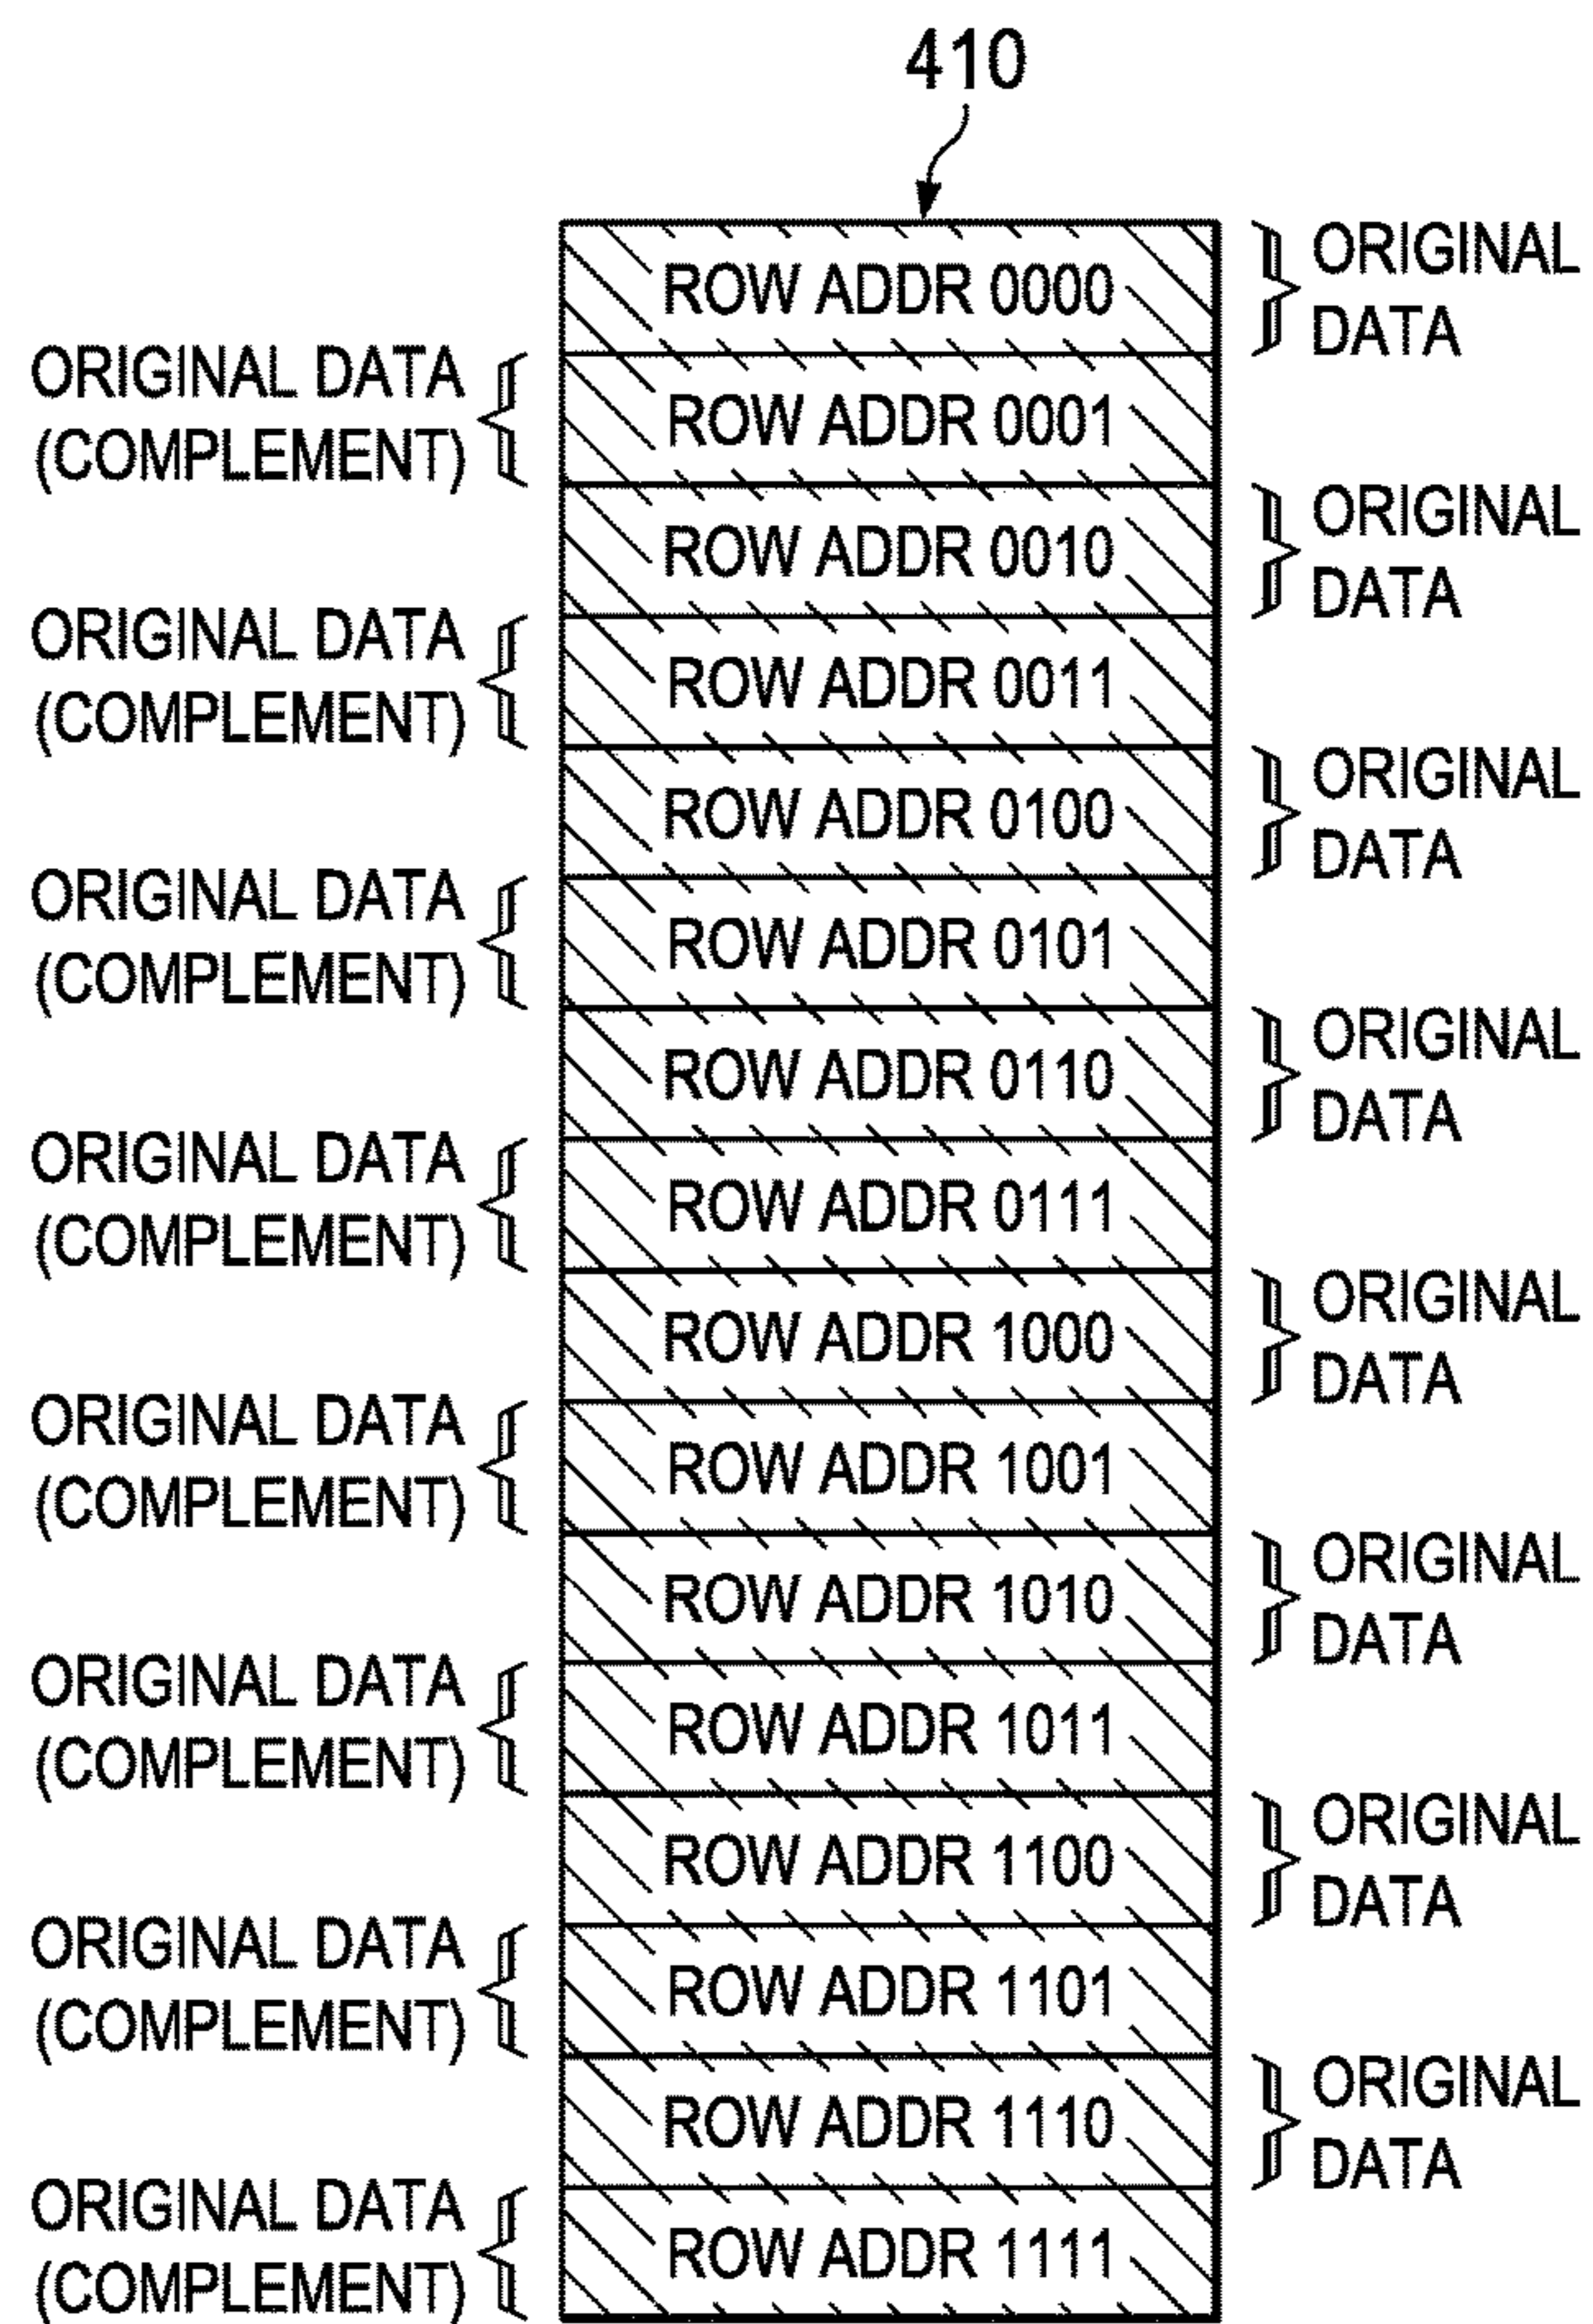 410
ROW ADDR 0000
ORIGINAL
DATA
ORIGINAL DATA
(COMPLEMENT)
ROW ADDR 0001
ROW ADDR 0010
ORIGINAL
DATA
ORIGINAL DATA
(COMPLEMENT)
ROW ADDR 0011
ROW ADDR 0100
ORIGINAL
DATA
ORIGINAL DATA
(COMPLEMENT)
ROW ADDR 0101
ROW ADDR 0110
ORIGINAL
DATA
ORIGINAL DATA
(COMPLEMENT)
ROW ADDR 0111
ROW ADDR 1000
ORIGINAL
DATA
ORIGINAL DATA
(COMPLEMENT)
ROW ADDR 1001
ROW ADDR 1010
ORIGINAL
DATA
ORIGINAL DATA
(COMPLEMENT)
ROW ADDR 1011
ROW ADDR 1100
ORIGINAL
DATA
ORIGINAL DATA
(COMPLEMENT)
ROW ADDR 1101
ROW ADDR 1110
ORIGINAL
DATA
ORIGINAL DATA
(COMPLEMENT)
ROW ADDR 1111